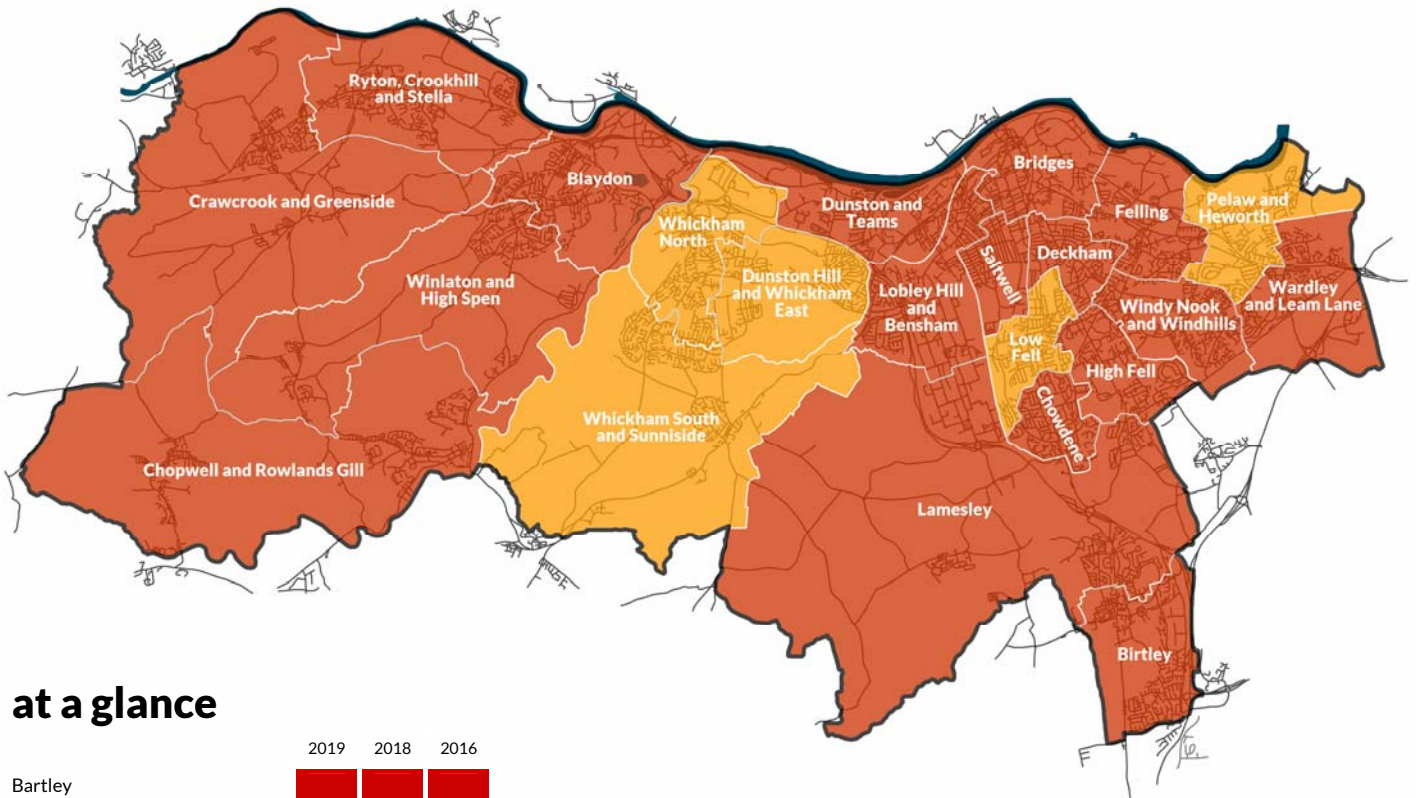 Ryton, Crookhill
and Stella
Bridges
Blaydon
Crawcrook and Greenside
Dunston and
Teams
Felling
Pelaw and
Heworth
Whickham
North
Saltwell
Deckham
Winlaton and
High Spen
Dunston Hill
and Whickham
East
Lobley Hill
and
Bensham
Windy Nook
and Windhills
Wardley
and Leam Lane
Low
Fell
High Fell
Chowdene
Whickham South
and Sunniside
Chopwell and Rowlands Gill
Lamesley
Birtley
at a glance
2019 2018 2016
Bartley